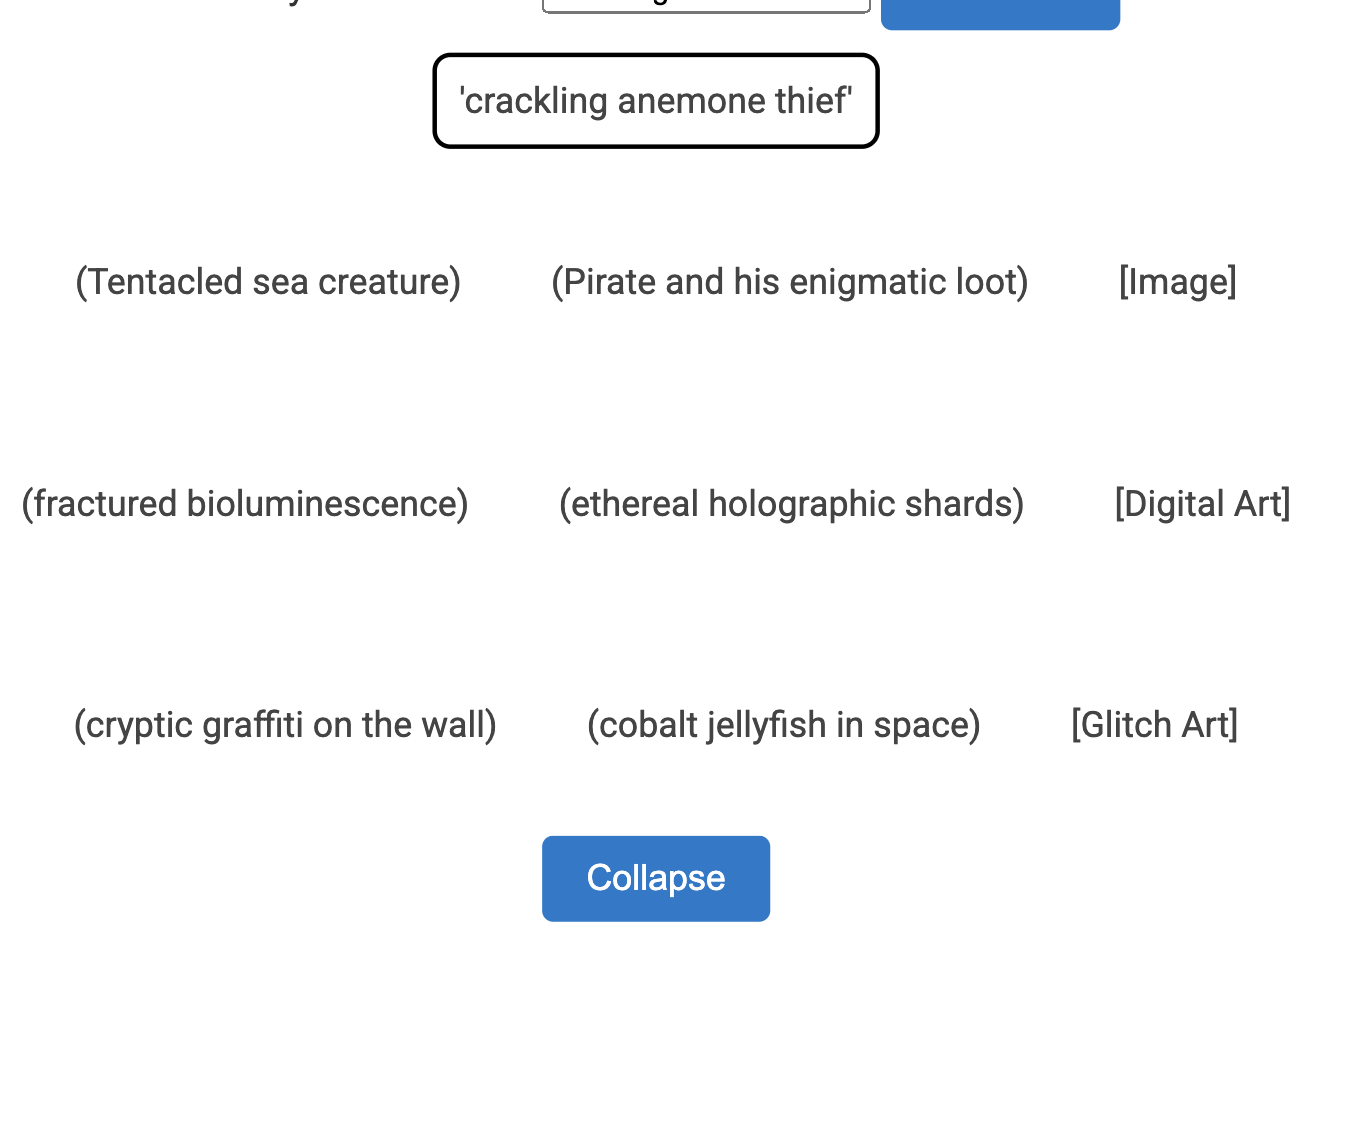 'crackling anemone thief'
(Tentacled sea creature) (Pirate and his enigmatic loot) [Image]
(fractured bioluminescence) (ethereal holographic shards) [Digital Art]
(cryptic graffiti on the wall) (cobalt jellyfish in space) [Glitch Art]
Collapse